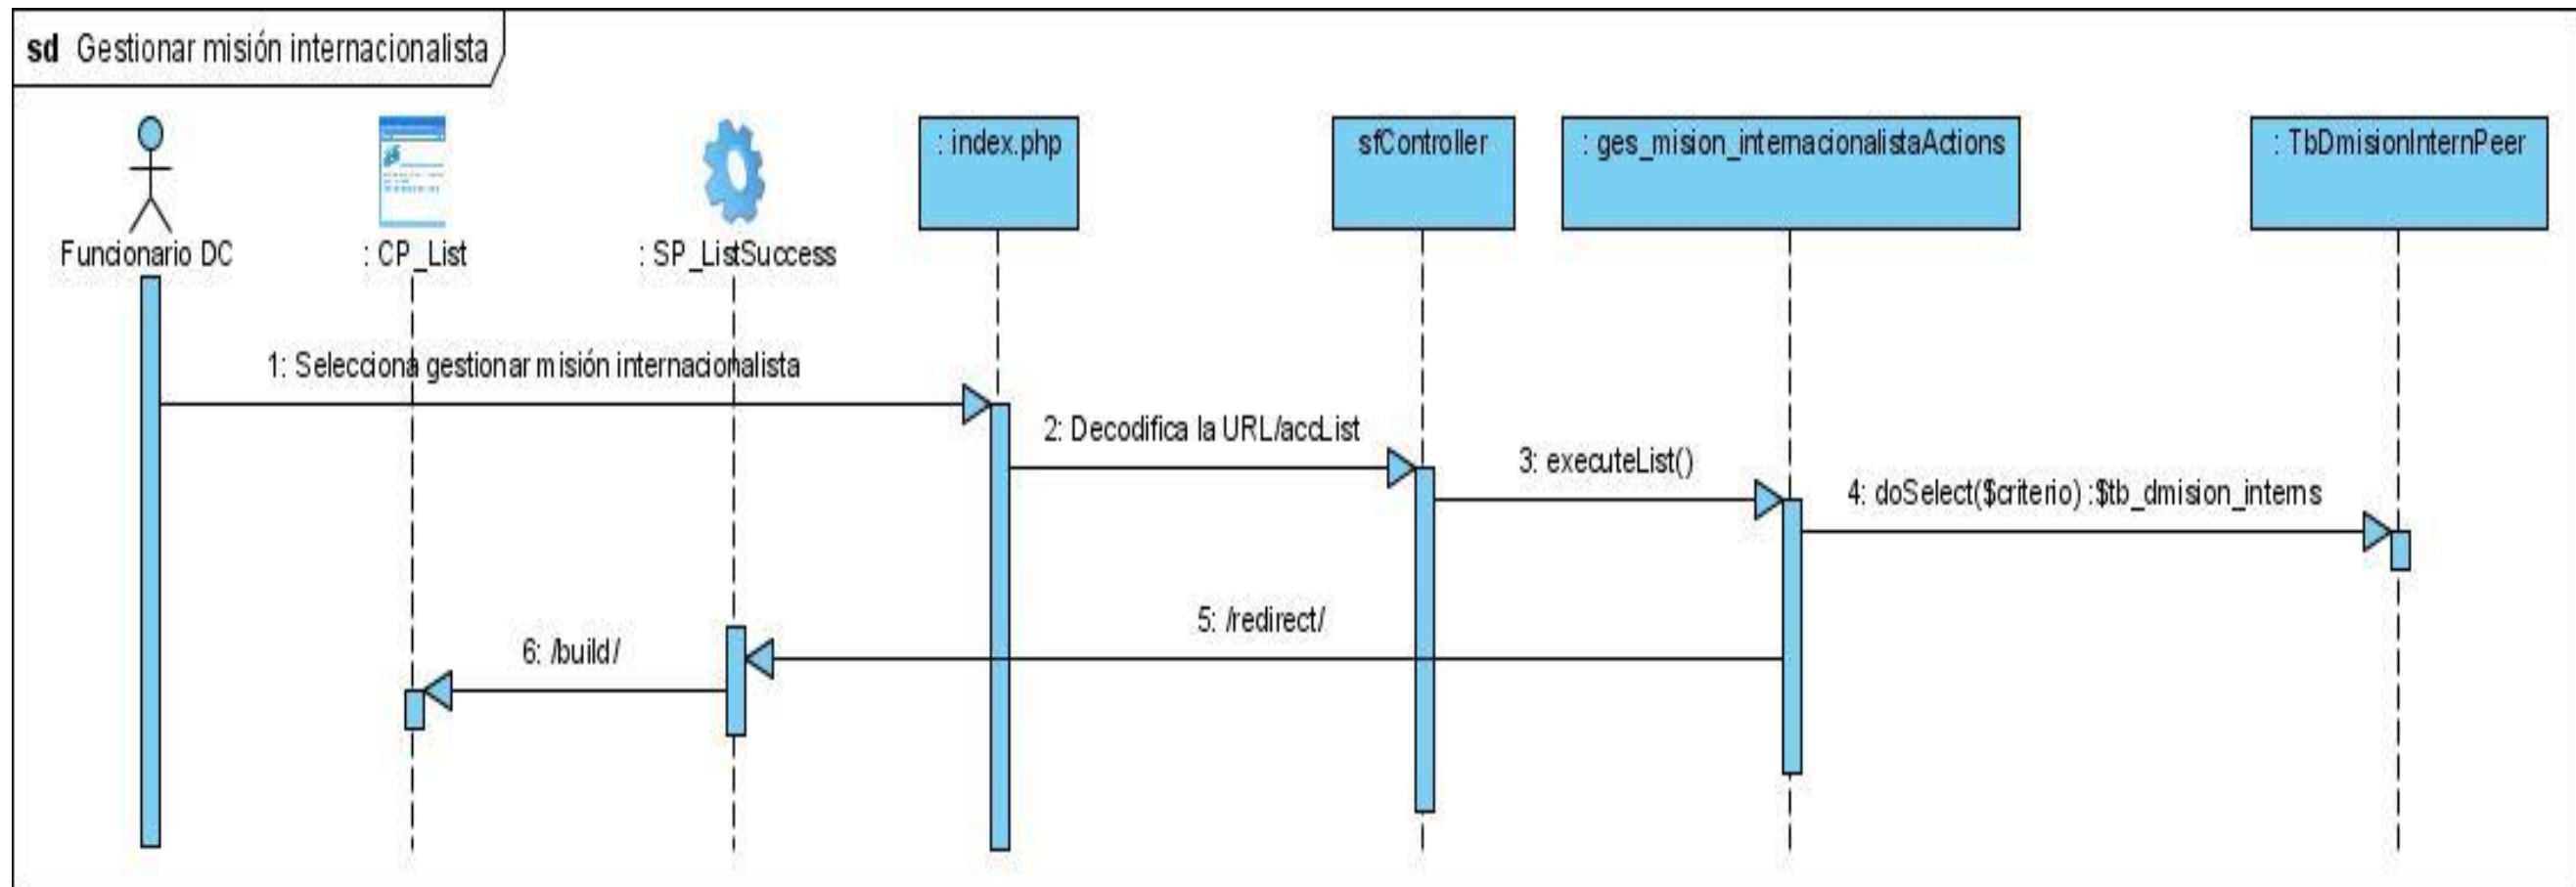 sd Gestionar misión internacionalista
Funcionario DC
: CP_List
: SP_ListSuccess
: index.php
sfController
: ges_mision_internacionalistaActions
: TbDmisionInternPeer
1: Selecciona gestionar misión internacionalista
2: Decodifica la URL/accList
3: executeList()
4: doSelect($criterio) :$tb_dmision_interns
5: /redirect/
6: /build/